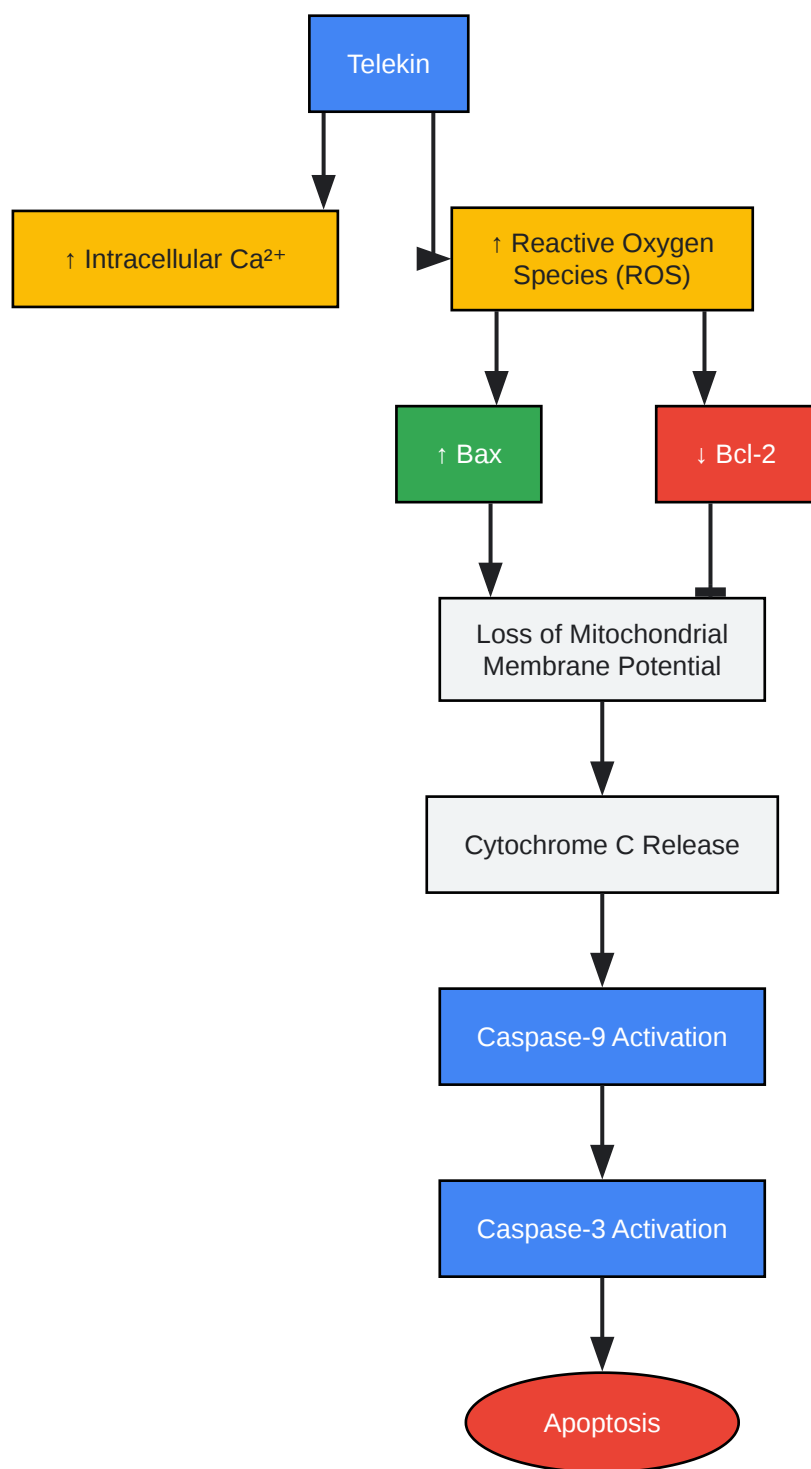 Telekin
↑ Intracellular Ca²⁺
↑ Reactive Oxygen
Species (ROS)
↑ Bax
↓ Bcl-2
Loss of Mitochondrial
Membrane Potential
Cytochrome C Release
Caspase-9 Activation
Caspase-3 Activation
Apoptosis